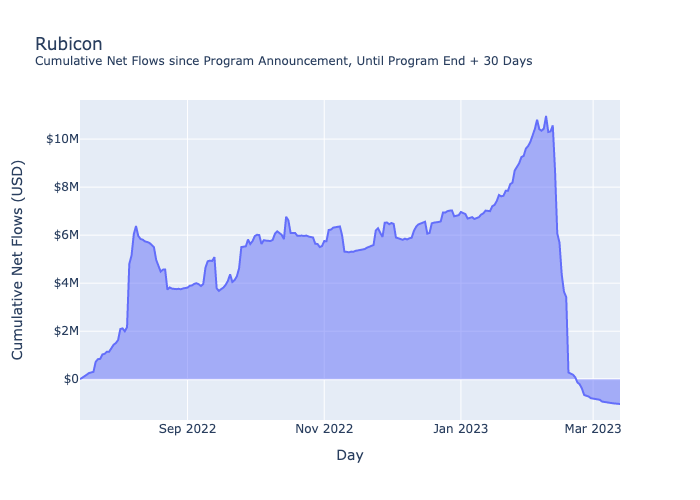 Rubicon
Cumulative Net Flows since Program Announcement, Until Program End + 30 Days
Cumulative Net Flows (USD)
$10M
$8M
$6M
$4M
$2M
$0
Sep 2022
Nov 2022
Jan 2023
Mar 2023
Day